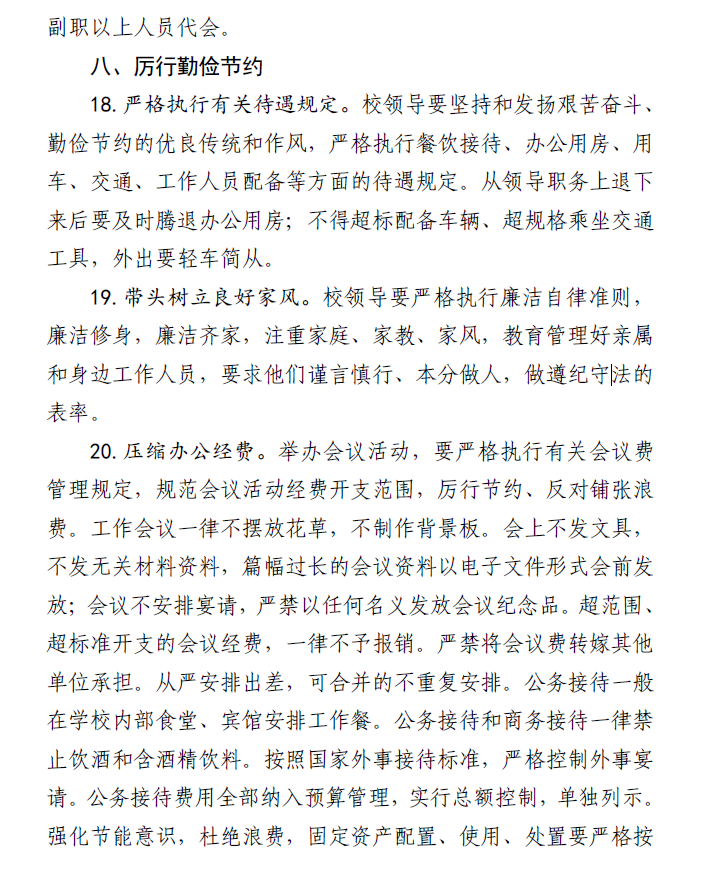 副职以上人员代会。
八、厉行勤俭节约
18. 严格执行有关待遇规定。校领导要坚持和发扬艰苦奋斗、
勤俭节约的优良传统和作风，严格执行餐饮接待、办公用房、用
车、交通、工作人员配备等方面的待遇规定。从领导职务上退下
来后要及时腾退办公用房；不得超标配备车辆、超规格乘坐交通
工具，外出要轻车简从。
19. 带头树立良好家风。校领导要严格执行廉洁自律准则，
廉洁修身，廉洁齐家，注重家庭、家教、家风，教育管理好亲属
和身边工作人员，要求他们谨言慎行、本分做人，做遵纪守法的
表率。
20. 压缩办公经费。举办会议活动，要严格执行有关会议费
管理规定，规范会议活动经费开支范围，厉行节约、反对铺张浪
费。工作会议一律不摆放花草，不制作背景板。会上不发文具，
不发无关材料资料，篇幅过长的会议资料以电子文件形式会前发
放；会议不安排宴请，严禁以任何名义发放会议纪念品。超范围、
超标准开支的会议经费，一律不予报销。严禁将会议费转嫁其他
单位承担。从严安排出差，可合并的不重复安排。公务接待一般
在学校内部食堂、宾馆安排工作餐。公务接待和商务接待一律禁
止饮酒和含酒精饮料。按照国家外事接待标准，严格控制外事宴
请。公务接待费用全部纳入预算管理，实行总额控制，单独列示。
强化节能意识，杜绝浪费，固定资产配置、使用、处置要严格按